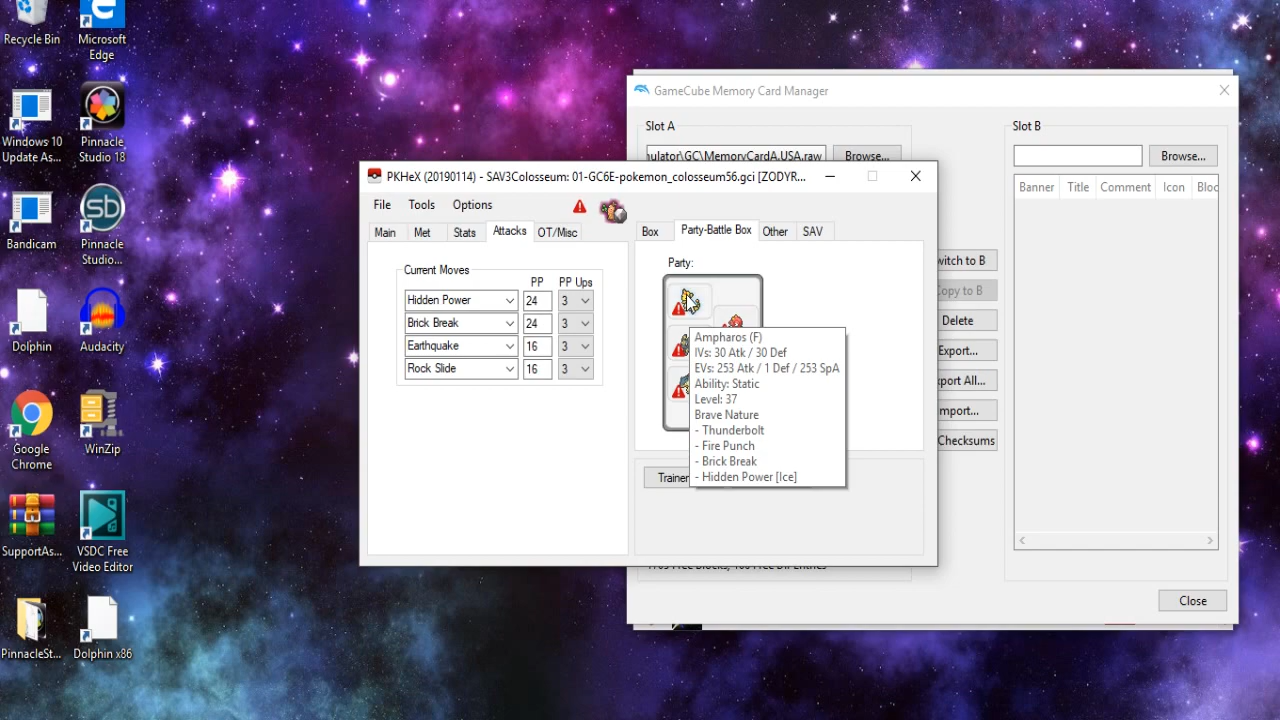 Recycle Bin
Microsoft
Edge
Windows 10
Update As...
Pinnacle
Studio 18
Bandicam
Pinnacle
Studio...
Dolphin
Audacity
Google
Chrome
WinZip
SupportAs...
VSDC Free
Video Editor
PinnacleSt...
Dolphin x86
GameCube Memory Card Manager
Slot A
ulator\GC\MemoryCardA.USA.raw
Browse...
Slot B
Browse...
Banner
Title
Comment
Icon
Bloc
witch to B
opy to B
Delete
Export...
xport All...
mport...
Checksums
Close
PKHeX (20190114) - SAV3Colosseum: 01-GC6E-pokemon_colosseum56.gci [ZODYR...
File
Tools
Options
Main
Met
Stats
Attacks
OT/Misc
Current Moves
PP
PP Ups
Hidden Power
24
3
Brick Break
24
3
Earthquake
16
3
Rock Slide
16
3
Box
Party-Battle Box
Other
SAV
Party:
Trainer
Ampharos (F)
IVs: 30 Atk / 30 Def
EVs: 253 Atk / 1 Def / 253 SpA
Ability: Static
Level: 37
Brave Nature
- Thunderbolt
- Fire Punch
- Brick Break
- Hidden Power [Ice]